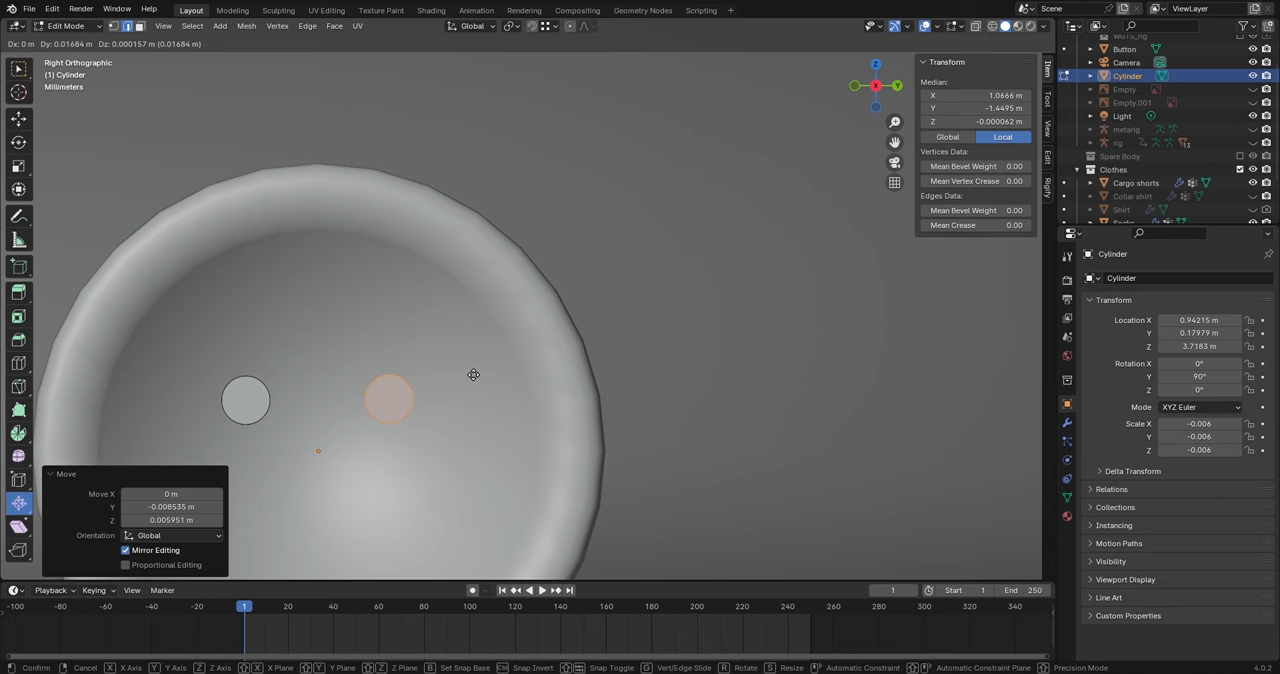 File Edit Render Window Help Layout Modeling Sculpting UV Editing Texture Paint Shading Animation Rendering Compositing Geometry Nodes Scripting + Scene ViewLayer
Edit Mode View Select Add Mesh Vertex Edge Face UV Global Options
Dx: 0 m Dy: 0.01684 m Dz: 0.000157 m (0.01684 m)
Right Orthographic
(1) Cylinder
Millimeters
Transform
Median:
X 1.0666 m
Y -1.4495 m
Z -0.000062 m
Global Local
Vertices Data:
Mean Bevel Weight 0.00
Mean Vertex Crease 0.00
Edges Data:
Mean Bevel Weight 0.00
Mean Crease 0.00
Item
Tool
View
Edit
Rigify
Z
X
Y
WGTS_rig
Button
Camera
Cylinder
Empty
Empty.001
Light
metarig
rig 13
Spare Body
Clothes
Cargo shorts
Collar shirt
Shirt
Cylinder
Cylinder
Transform
Location X 0.94215 m
Y 0.17979 m
Z 3.7183 m
Rotation X 0°
Y 90°
Z 0°
Mode XYZ Euler
Scale X -0.006
Y -0.006
Z -0.006
Delta Transform
Relations
Collections
Instancing
Motion Paths
Visibility
Viewport Display
Line Art
Custom Properties
Move
Move X 0 m
Y -0.008535 m
Z 0.005951 m
Orientation Global
Mirror Editing
Proportional Editing
Playback Keying View Marker 1 Start 1 End 250
-100 -80 -60 -40 -20 1 20 40 60 80 100 120 140 160 180 200 220 240 260 280 300 320 340
Confirm Cancel X X Axis Y Y Axis Z Z Axis X X Plane Y Y Plane Z Z Plane B Set Snap Base Ctrl Snap Invert Snap Toggle G Vert/Edge Slide R Rotate S Resize Automatic Constraint Automatic Constraint Plane Precision Mode 4.0.2